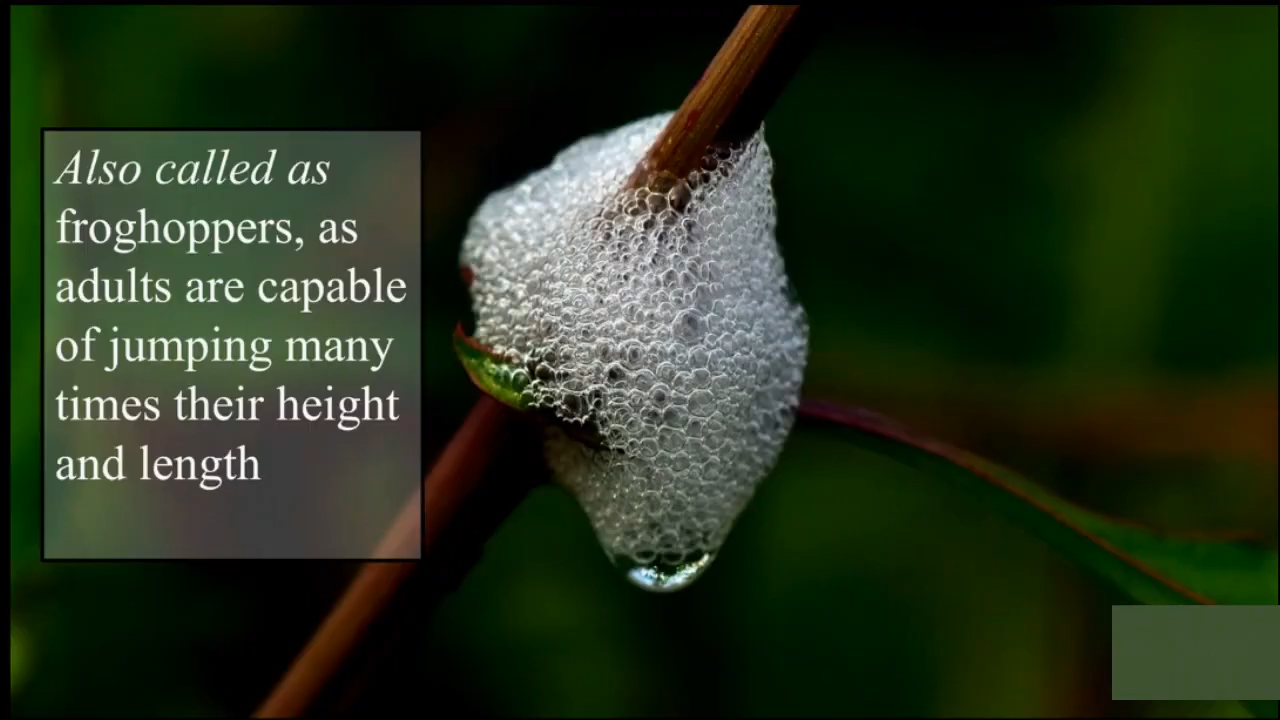 Also called as
froghoppers, as
adults are capable
of jumping many
times their height
and length